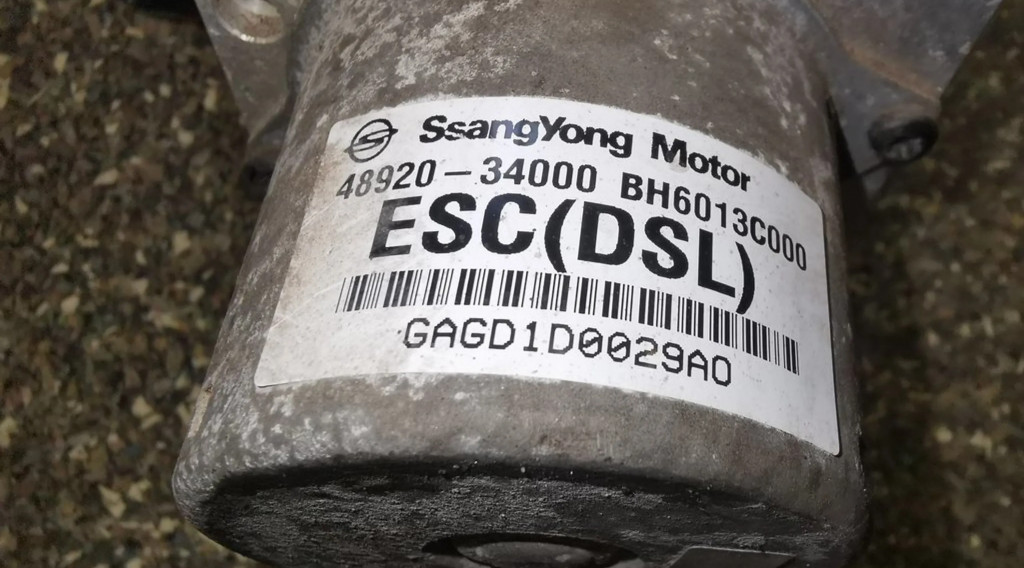 SsangYong Motor
48920-34000 BH6013C000
ESC(DSL)
GAGD1D0029A0